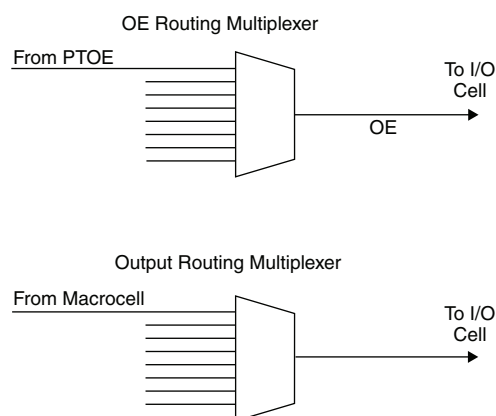 OE Routing Multiplexer
From PTOE
To I/O
Cell
OE
Output Routing Multiplexer
From Macrocell
To I/O
Cell